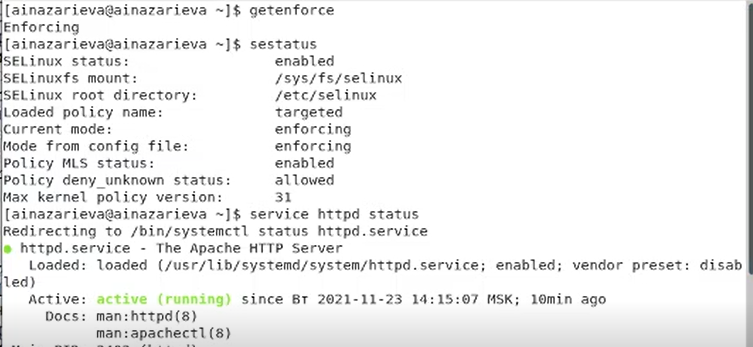 [ainazarieva@ainazarieva ~]$ getenforce
Enforcing
[ainazarieva@ainazarieva ~]$ sestatus
SELinux status:                 enabled
SELinuxfs mount:                /sys/fs/selinux
SELinux root directory:         /etc/selinux
Loaded policy name:             targeted
Current mode:                   enforcing
Mode from config file:          enforcing
Policy MLS status:              enabled
Policy deny_unknown status:     allowed
Max kernel policy version:      31
[ainazarieva@ainazarieva ~]$ service httpd status
Redirecting to /bin/systemctl status httpd.service
● httpd.service - The Apache HTTP Server
   Loaded: loaded (/usr/lib/systemd/system/httpd.service; enabled; vendor preset: disab
led)
   Active: active (running) since Вт 2021-11-23 14:15:07 MSK; 10min ago
     Docs: man:httpd(8)
           man:apachectl(8)